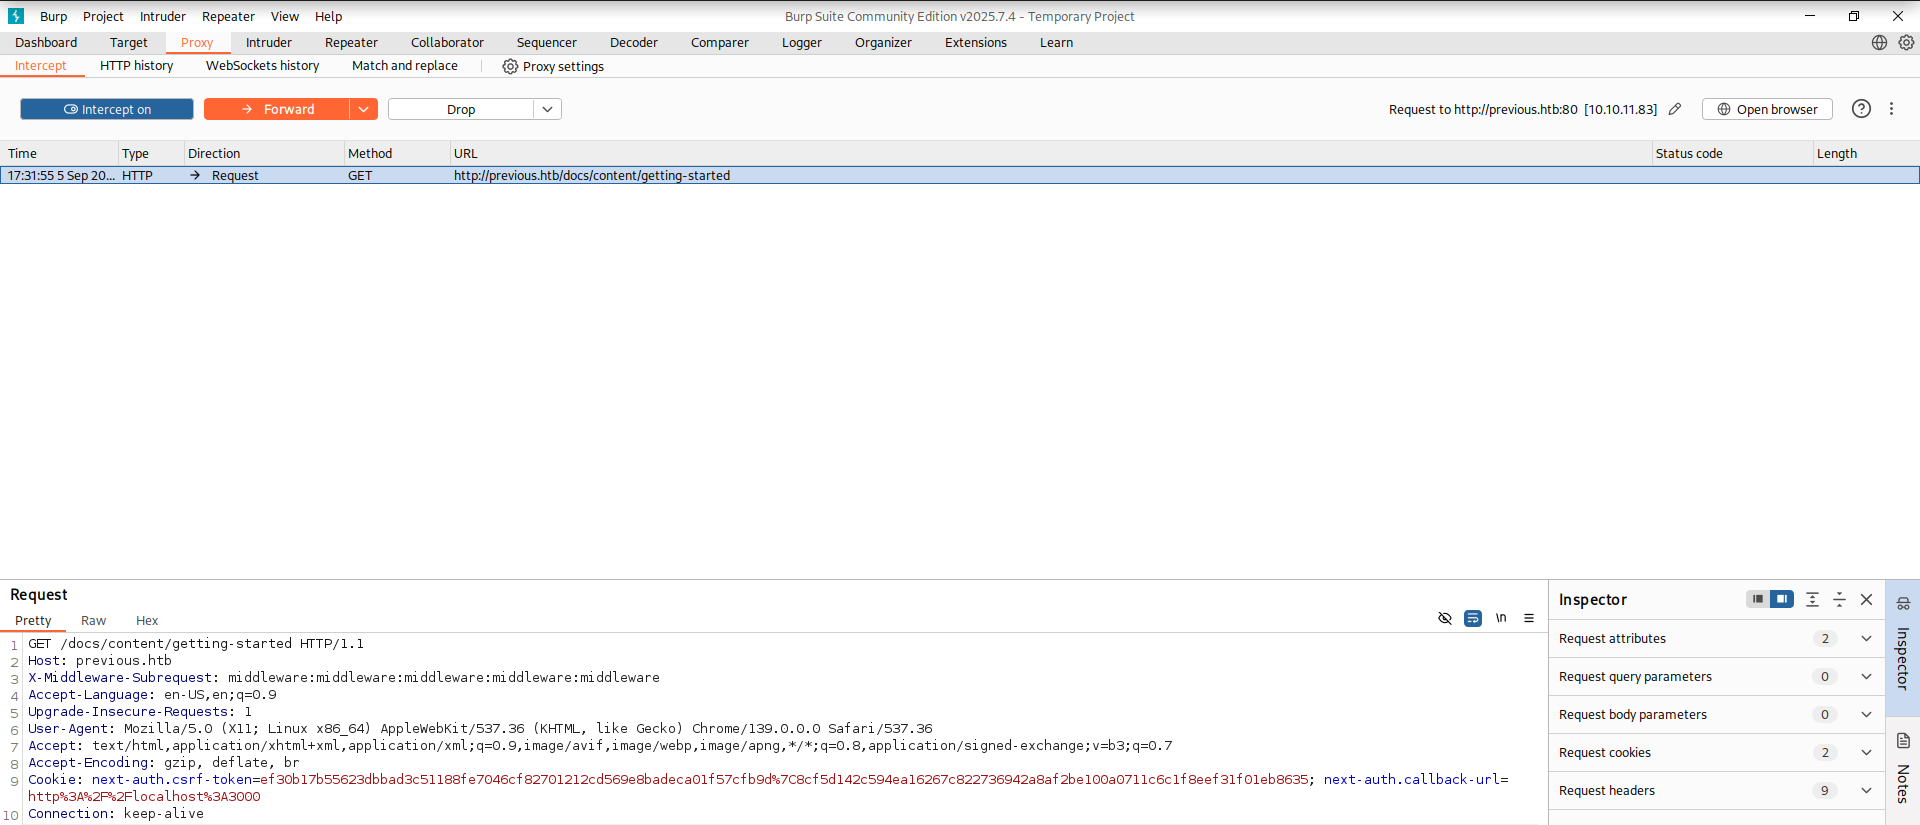 Burp Project Intruder Repeater View Help Burp Suite Community Edition v2025.7.4 - Temporary Project
Dashboard Target Proxy Intruder Repeater Collaborator Sequencer Decoder Comparer Logger Organizer Extensions Learn
Intercept HTTP history WebSockets history Match and replace Proxy settings
Intercept on Forward Drop Request to http://previous.htb:80 [10.10.11.83] Open browser
Time Type Direction Method URL Status code Length
17:31:55 5 Sep 20... HTTP → Request GET http://previous.htb/docs/content/getting-started
Request
Pretty Raw Hex \n
1 GET /docs/content/getting-started HTTP/1.1
2 Host: previous.htb
3 X-Middleware-Subrequest: middleware:middleware:middleware:middleware:middleware
4 Accept-Language: en-US,en;q=0.9
5 Upgrade-Insecure-Requests: 1
6 User-Agent: Mozilla/5.0 (X11; Linux x86_64) AppleWebKit/537.36 (KHTML, like Gecko) Chrome/139.0.0.0 Safari/537.36
7 Accept: text/html,application/xhtml+xml,application/xml;q=0.9,image/avif,image/webp,image/apng,*/*;q=0.8,application/signed-exchange;v=b3;q=0.7
8 Accept-Encoding: gzip, deflate, br
9 Cookie: next-auth.csrf-token=ef30b17b55623dbbad3c51188fe7046cf82701212cd569e8badeca01f57cfb9d%7C8cf5d142c594ea16267c822736942a8af2be100a0711c6c1f8eef31f01eb8635; next-auth.callback-url=
http%3A%2F%2Flocalhost%3A3000
10 Connection: keep-alive
Inspector
Request attributes 2
Request query parameters 0
Request body parameters 0
Request cookies 2
Request headers 9
Inspector
Notes